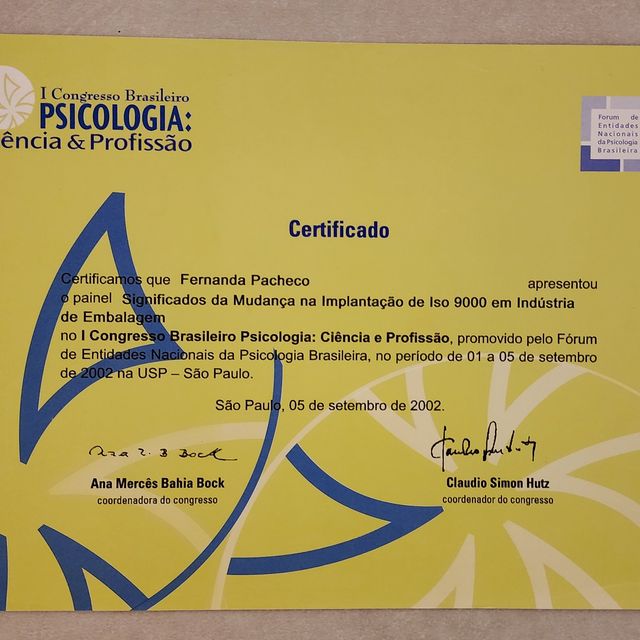 I Congresso Brasileiro
PSICOLOGIA:
ência & Profissão
Forum de
Entidades
Nacionais
da Psicologia
Brasileira
Certificado
Certificamos que Fernanda Pacheco apresentou
o painel Significados da Mudança na Implantação de Iso 9000 em Indústria
de Embalagem
no I Congresso Brasileiro Psicologia: Ciência e Profissão, promovido pelo Fórum
de Entidades Nacionais da Psicologia Brasileira, no período de 01 a 05 de setembro
de 2002 na USP – São Paulo.
São Paulo, 05 de setembro de 2002.
Ana Mercês Bahia Bock
coordenadora do congresso
Claudio Simon Hutz
coordenador do congresso